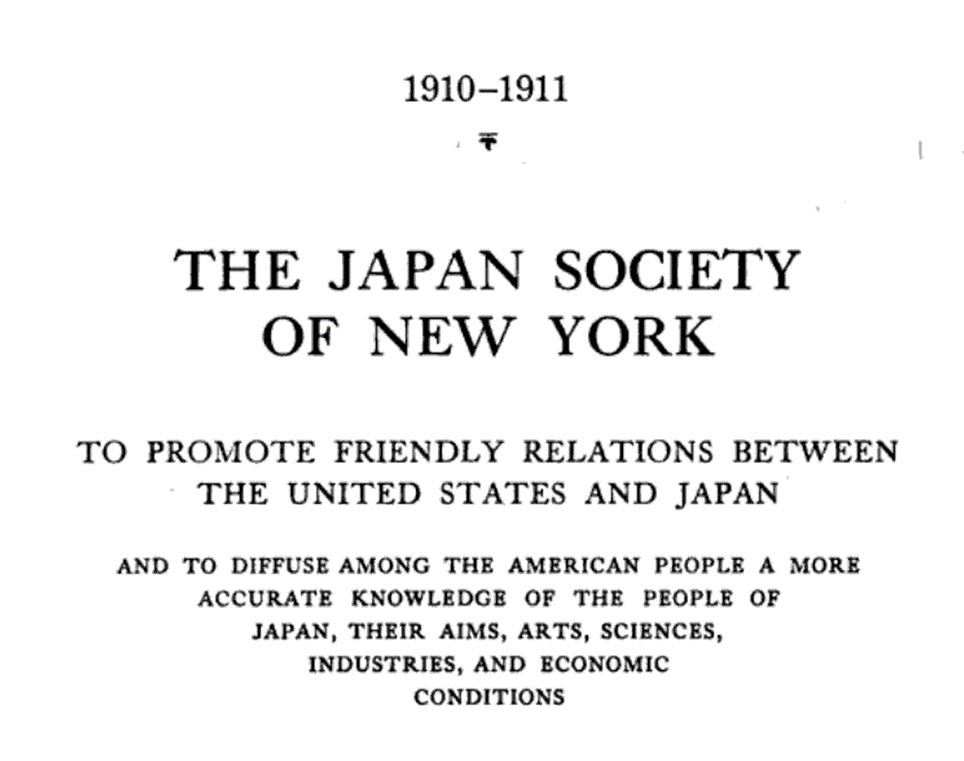 1910–1911
THE JAPAN SOCIETY
OF NEW YORK
TO PROMOTE FRIENDLY RELATIONS BETWEEN
THE UNITED STATES AND JAPAN
AND TO DIFFUSE AMONG THE AMERICAN PEOPLE A MORE
ACCURATE KNOWLEDGE OF THE PEOPLE OF
JAPAN, THEIR AIMS, ARTS, SCIENCES,
INDUSTRIES, AND ECONOMIC
CONDITIONS